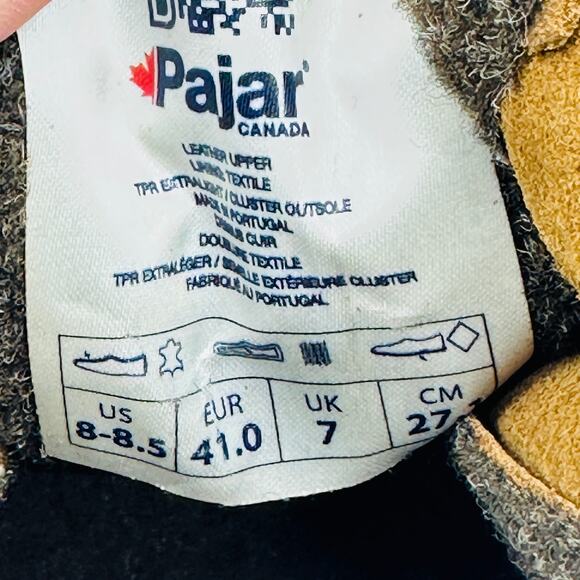 Pajar
CANADA
LEATHER UPPER
LINING TEXTILE
TPR EXTRALIGHT / CLUSTER OUTSOLE
MADE IN PORTUGAL
DESSUS CUIR
DOUBLURE TEXTILE
TPR EXTRALÉGER / SEMELLE EXTÉRIEURE CLUSTER
FABRIQUÉ AU PORTUGAL
US EUR UK CM
8-8.5 41.0 7 27